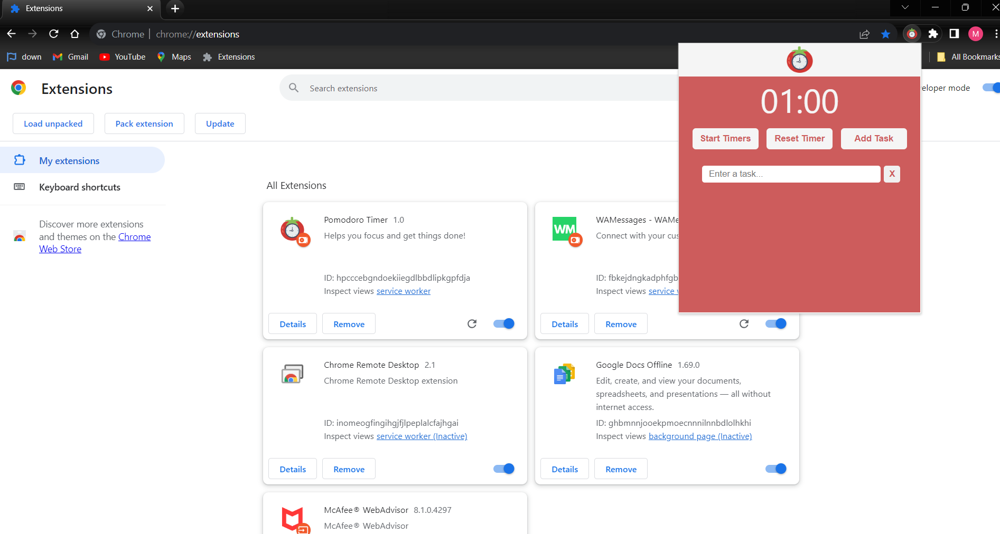 Extensions
Chrome | chrome://extensions
M
down
Gmail
YouTube
Maps
Extensions
All Bookmarks
Extensions
Search extensions
eloper mode
Load unpacked
Pack extension
Update
01:00
Start Timers
Reset Timer
Add Task
Enter a task...
X
My extensions
Keyboard shortcuts
Discover more extensions
and themes on the Chrome
Web Store
All Extensions
Pomodoro Timer 1.0
Helps you focus and get things done!
ID: hpcccebgndoekiiegdlbbdlipkgpfdja
Inspect views service worker
Details
Remove
WM
WAMessages - WAMe
Connect with your cus
ID: fbkejdngkadphfgb
Inspect views service
Details
Remove
Chrome Remote Desktop 2.1
Chrome Remote Desktop extension
ID: inomeogfingihgjfjlpeplalcfajhgai
Inspect views service worker (Inactive)
Details
Remove
Google Docs Offline 1.69.0
Edit, create, and view your documents,
spreadsheets, and presentations — all without
internet access.
ID: ghbmnnjooekpmoecnnnilnnbdlolhkhi
Inspect views background page (Inactive)
Details
Remove
McAfee® WebAdvisor 8.1.0.4297
McAfee® WebAdvisor